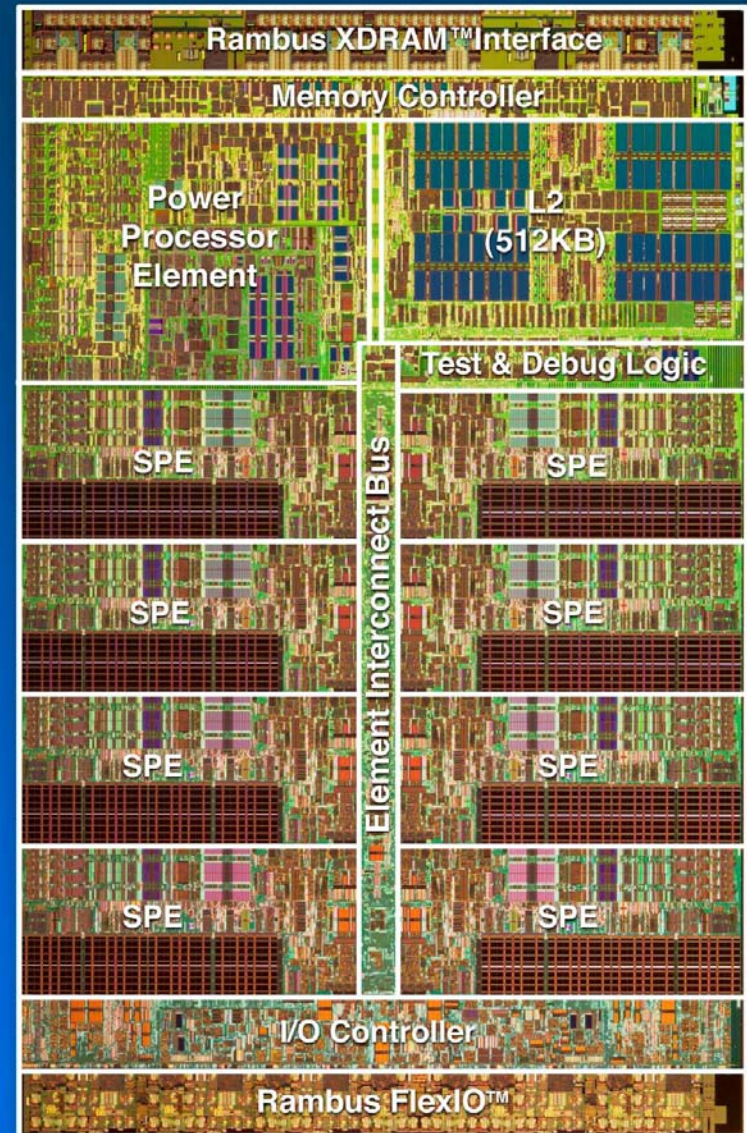 Rambus XDRAM™Interface
Memory Controller
Power
Processor
Element
L2
(512KB)
Test & Debug Logic
Element Interconnect Bus
SPE
SPE
SPE
SPE
SPE
SPE
SPE
SPE
I/O Controller
Rambus FlexIO™